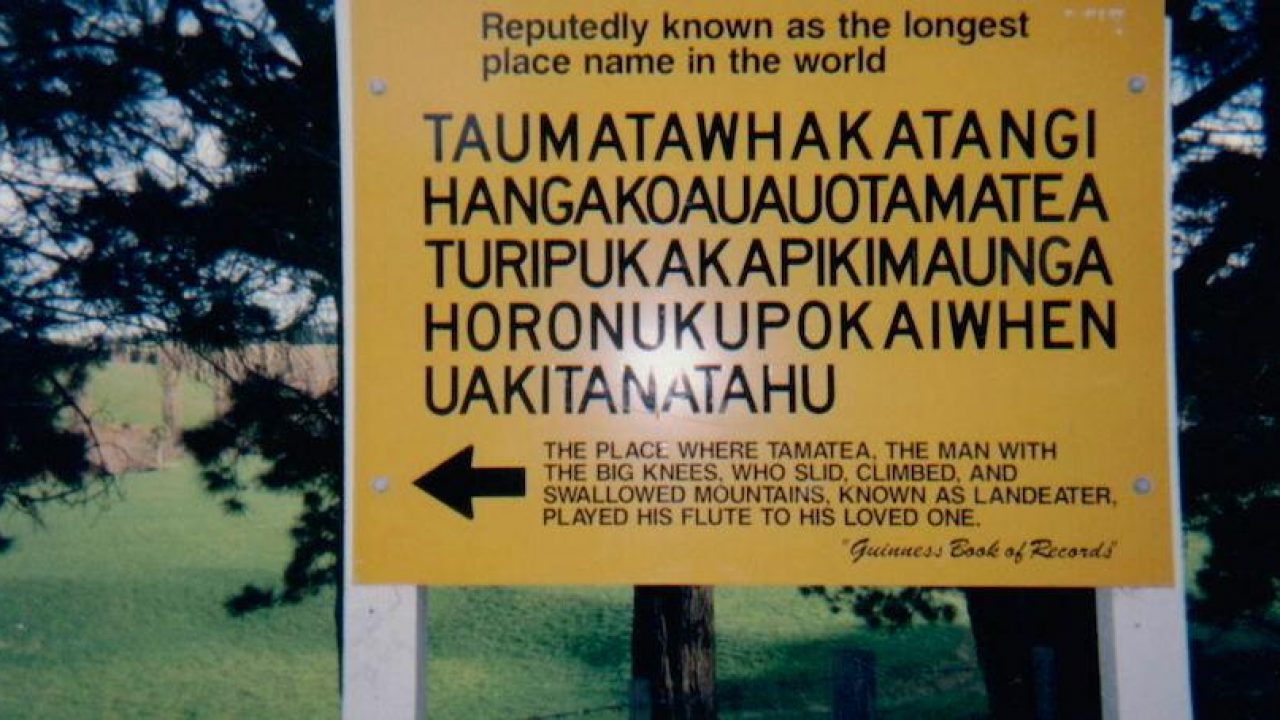 Reputedly known as the longest
place name in the world
TAUMATAWHAKATANGI
HANGAKOAUAUOTAMATEA
TURIPUKAKAPIKIMAUNGA
HORONUKUPOKAIWHEN
UAKITANATAHU
THE PLACE WHERE TAMATEA, THE MAN WITH
THE BIG KNEES, WHO SLID, CLIMBED, AND
SWALLOWED MOUNTAINS, KNOWN AS LANDEATER,
PLAYED HIS FLUTE TO HIS LOVED ONE.
"Guinness Book of Records"